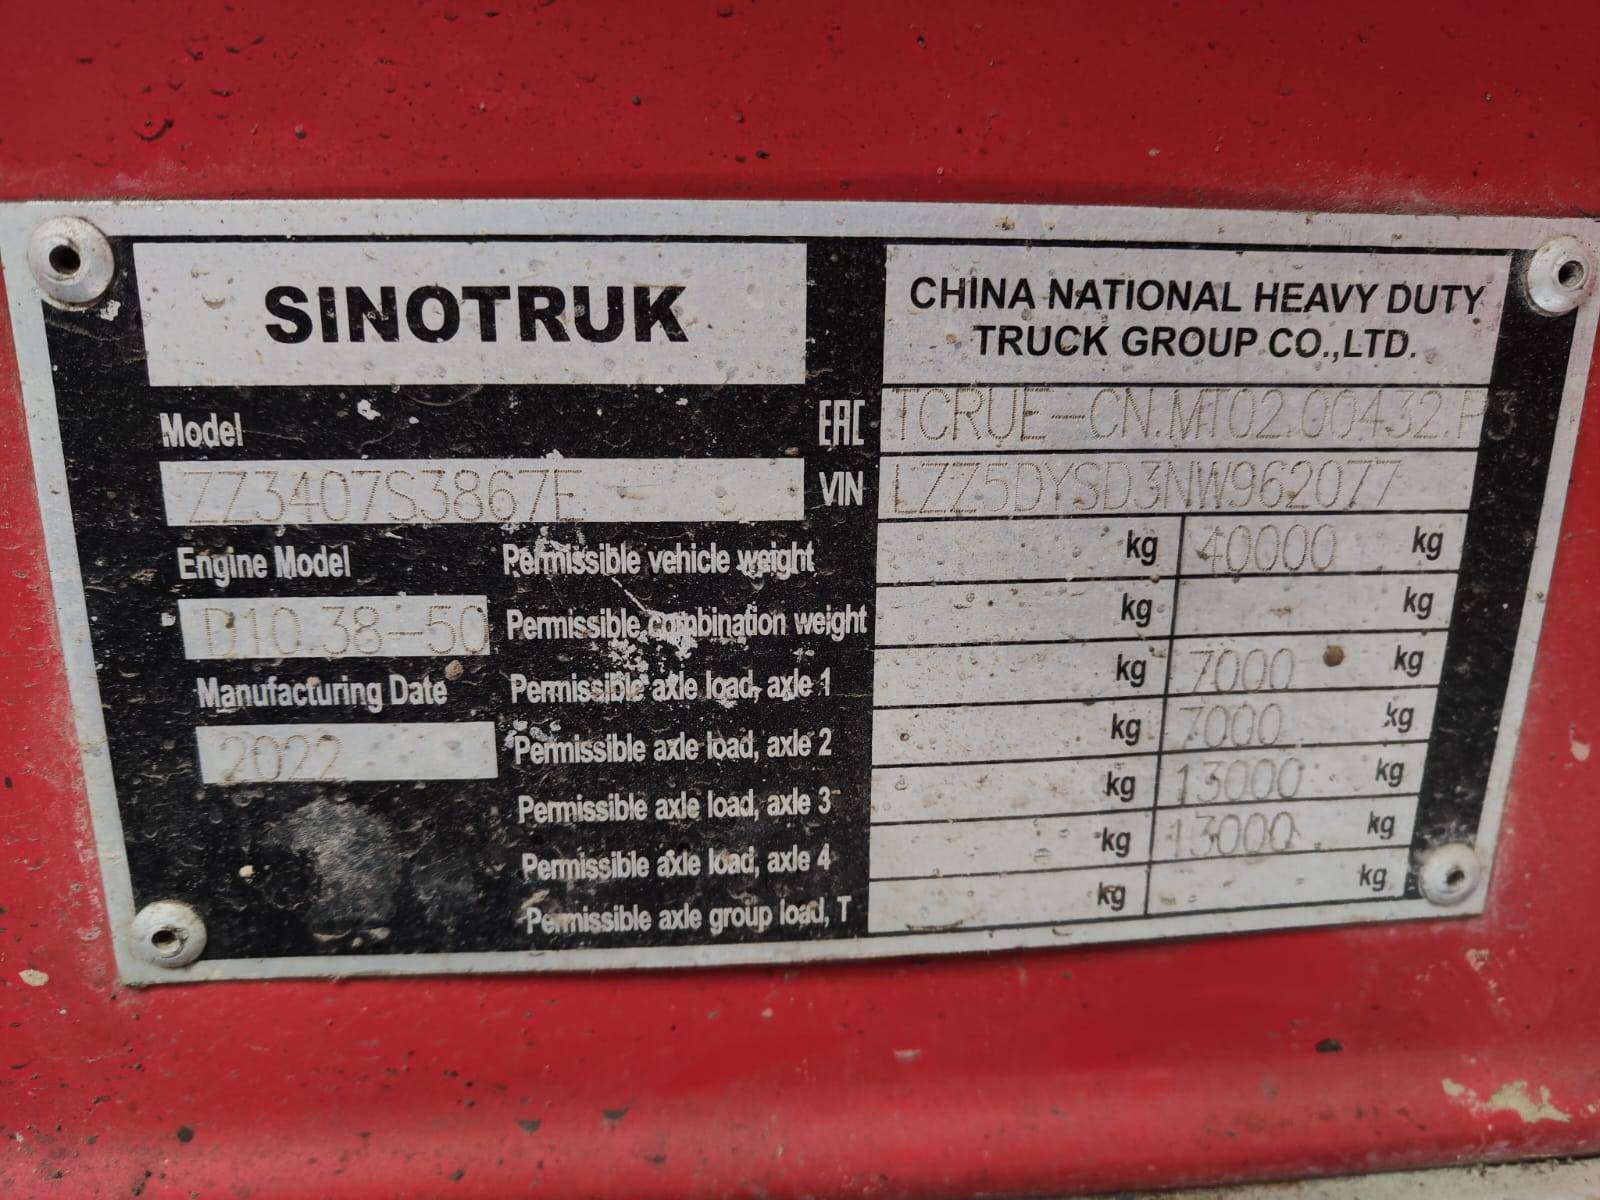 SINOTRUK
CHINA NATIONAL HEAVY DUTY
TRUCK GROUP CO.,LTD.
Model
EAC TCRUE-CN.MT02.00432.P3
ZZ3407S3867E
VIN LZZ5DYSD3NW962077
Engine Model
D10.38-50
Manufacturing Date
2022
Permissible vehicle weight kg 40000 kg
Permissible combination weight kg kg
Permissible axle load, axle 1 kg 7000 kg
Permissible axle load, axle 2 kg 7000 kg
Permissible axle load, axle 3 kg 13000 kg
Permissible axle load, axle 4 kg 13000 kg
Permissible axle group load, T kg kg